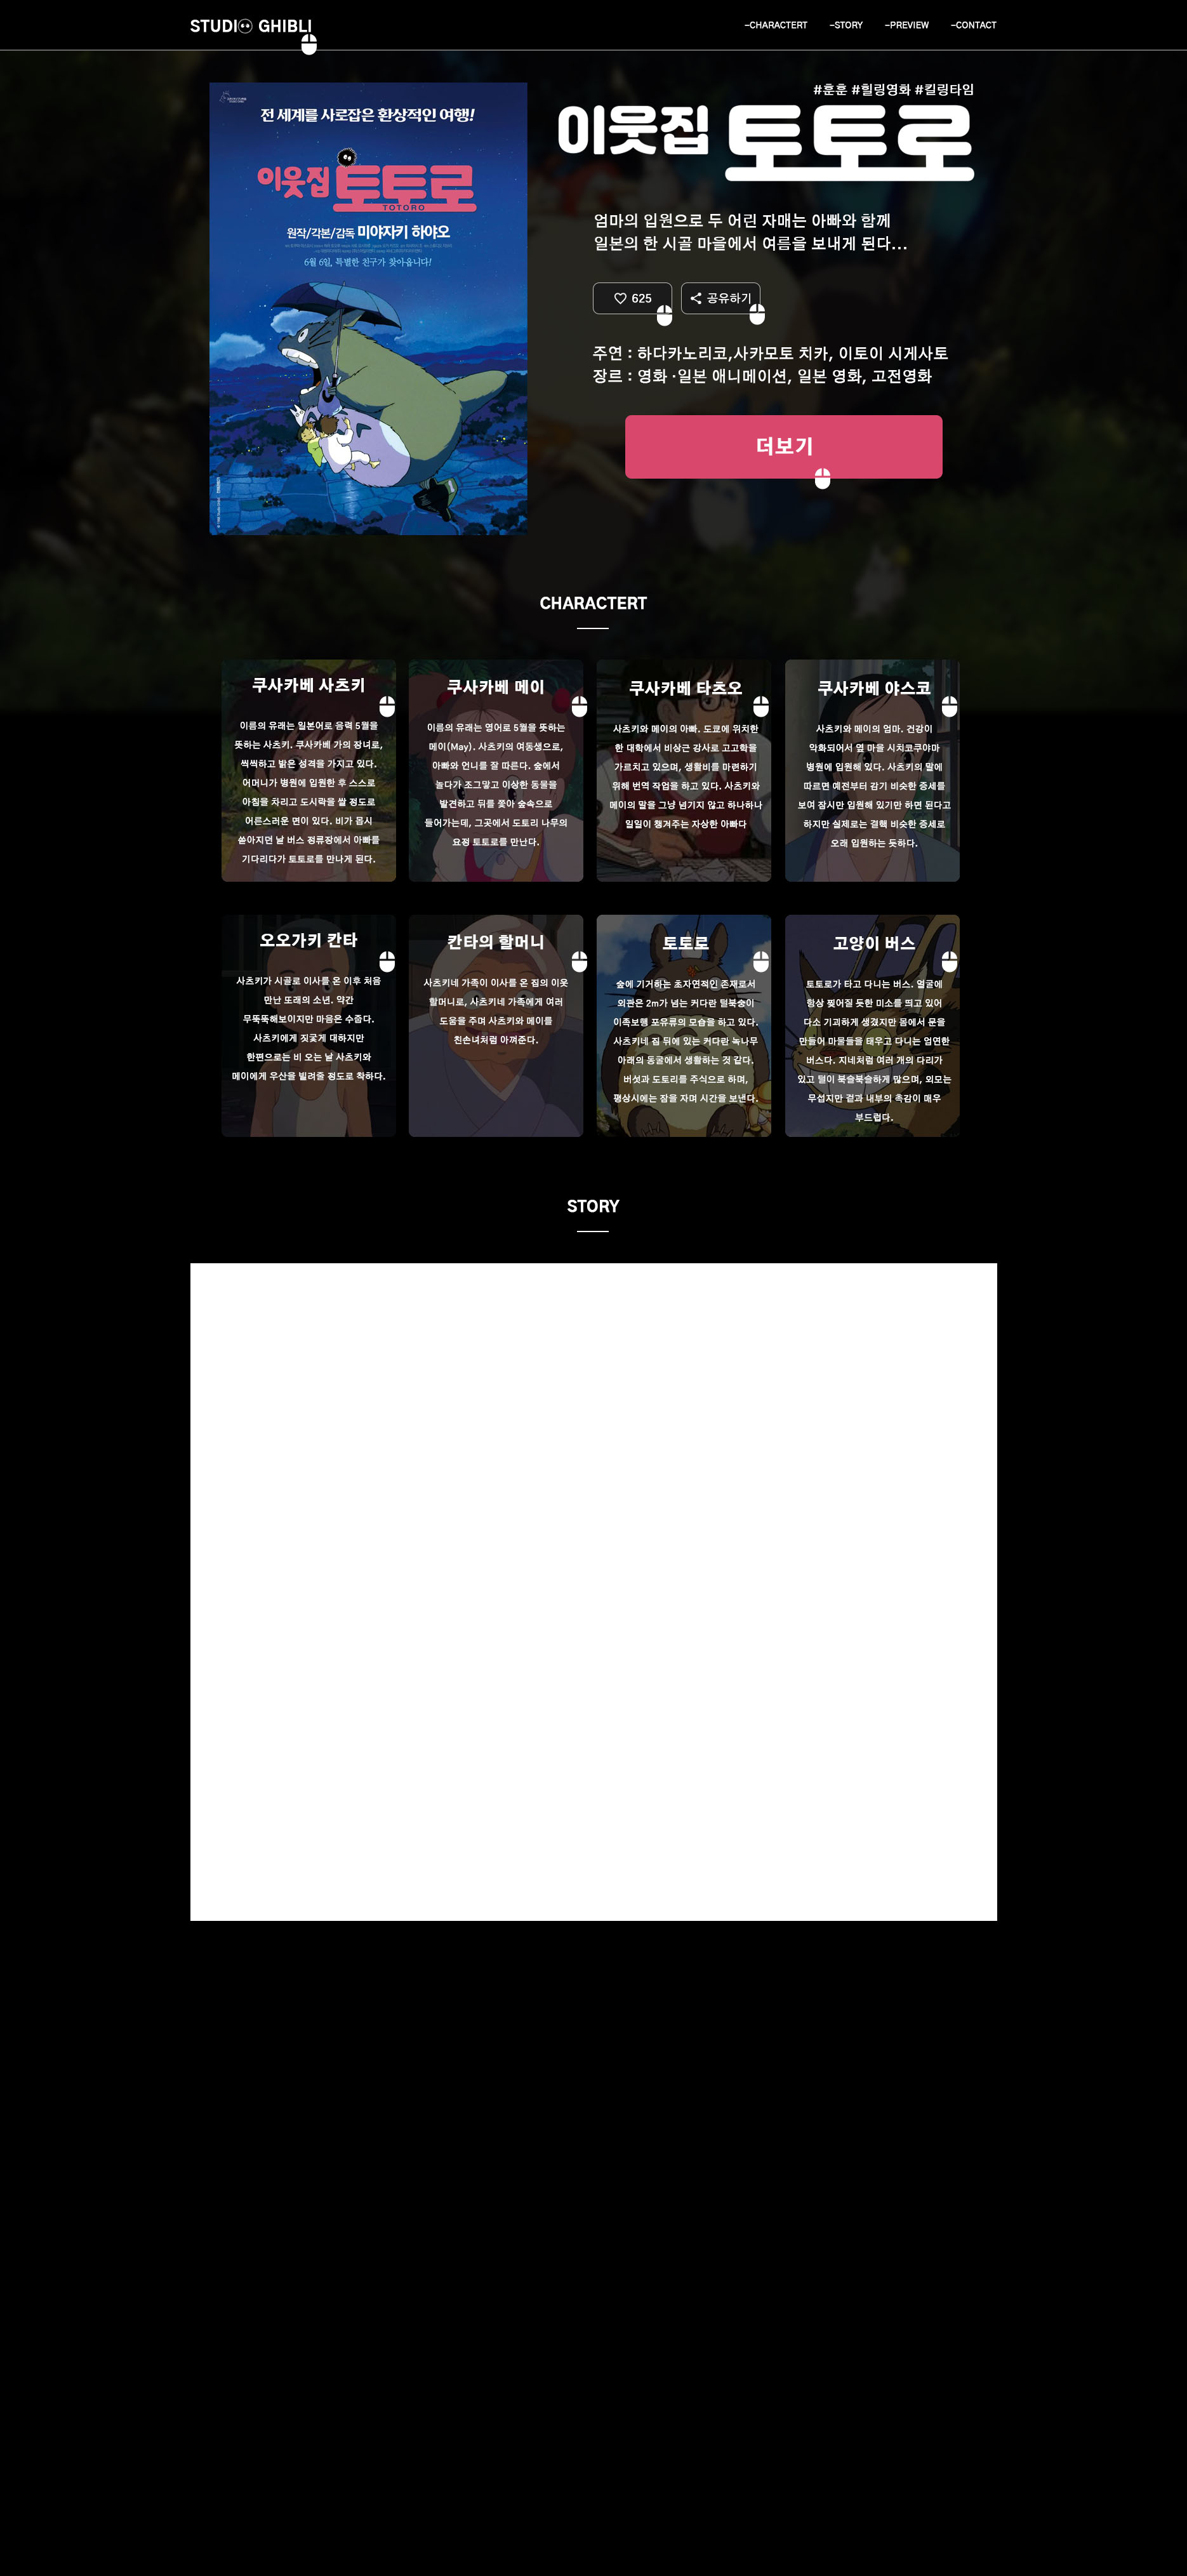 STUDIO GHIBLI
-CHARACTERT -STORY -PREVIEW -CONTACT
전 세계를 사로잡은 환상적인 여행!
이웃집 토토로
TOTORO
원작/각본/감독 미야자키 하야오
6월 6일, 특별한 친구가 찾아옵니다!
#훈훈 #힐링영화 #킬링타임
이웃집 토토로
엄마의 입원으로 두 어린 자매는 아빠와 함께
일본의 한 시골 마을에서 여름을 보내게 된다...
625 공유하기
주연 : 하다카노리코,사카모토 치카, 이토이 시게사토
장르 : 영화 ·일본 애니메이션, 일본 영화, 고전영화
더보기
CHARACTERT
쿠사카베 사츠키
이름의 유래는 일본어로 음력 5월을
뜻하는 사츠키. 쿠사카베 가의 장녀로,
씩씩하고 밝은 성격을 가지고 있다.
어머니가 병원에 입원한 후 스스로
아침을 차리고 도시락을 쌀 정도로
어른스러운 면이 있다. 비가 몹시
쏟아지던 날 버스 정류장에서 아빠를
기다리다가 토토로를 만나게 된다.
쿠사카베 메이
이름의 유래는 영어로 5월을 뜻하는
메이(May). 사츠키의 여동생으로,
아빠와 언니를 잘 따른다. 숲에서
놀다가 조그맣고 이상한 동물을
발견하고 뒤를 쫓아 숲속으로
들어가는데, 그곳에서 도토리 나무의
요정 토토로를 만난다.
쿠사카베 타츠오
사츠키와 메이의 아빠. 도쿄에 위치한
한 대학에서 비상근 강사로 고고학을
가르치고 있으며, 생활비를 마련하기
위해 번역 작업을 하고 있다. 사츠키와
메이의 말을 그냥 넘기지 않고 하나하나
일일이 챙겨주는 자상한 아빠다
쿠사카베 야스코
사츠키와 메이의 엄마. 건강이
악화되어서 옆 마을 시치코쿠야마
병원에 입원해 있다. 사츠키의 말에
따르면 예전부터 감기 비슷한 증세를
보여 잠시만 입원해 있기만 하면 된다고
하지만 실제로는 결핵 비슷한 증세로
오래 입원하는 듯하다.
오오가키 칸타
사츠키가 시골로 이사를 온 이후 처음
만난 또래의 소년. 약간
무뚝뚝해보이지만 마음은 수줍다.
사츠키에게 짓궃게 대하지만
한편으로는 비 오는 날 사츠키와
메이에게 우산을 빌려줄 정도로 착하다.
칸타의 할머니
사츠키네 가족이 이사를 온 집의 이웃
할머니로, 사츠키네 가족에게 여러
도움을 주며 사츠키와 메이를
친손녀처럼 아껴준다.
토토로
숲에 기거하는 초자연적인 존재로서
외관은 2m가 넘는 커다란 털북숭이
이족보행 포유류의 모습을 하고 있다.
사츠키네 집 뒤에 있는 커다란 녹나무
아래의 동굴에서 생활하는 것 같다.
버섯과 도토리를 주식으로 하며,
평상시에는 잠을 자며 시간을 보낸다.
고양이 버스
토토로가 타고 다니는 버스. 얼굴에
항상 찢어질 듯한 미소를 띄고 있어
다소 기괴하게 생겼지만 몸에서 문을
만들어 마물들을 태우고 다니는 엄연한
버스다. 지네처럼 여러 개의 다리가
있고 털이 북슬북슬하게 많으며, 외모는
무섭지만 겉과 내부의 촉감이 매우
부드럽다.
STORY